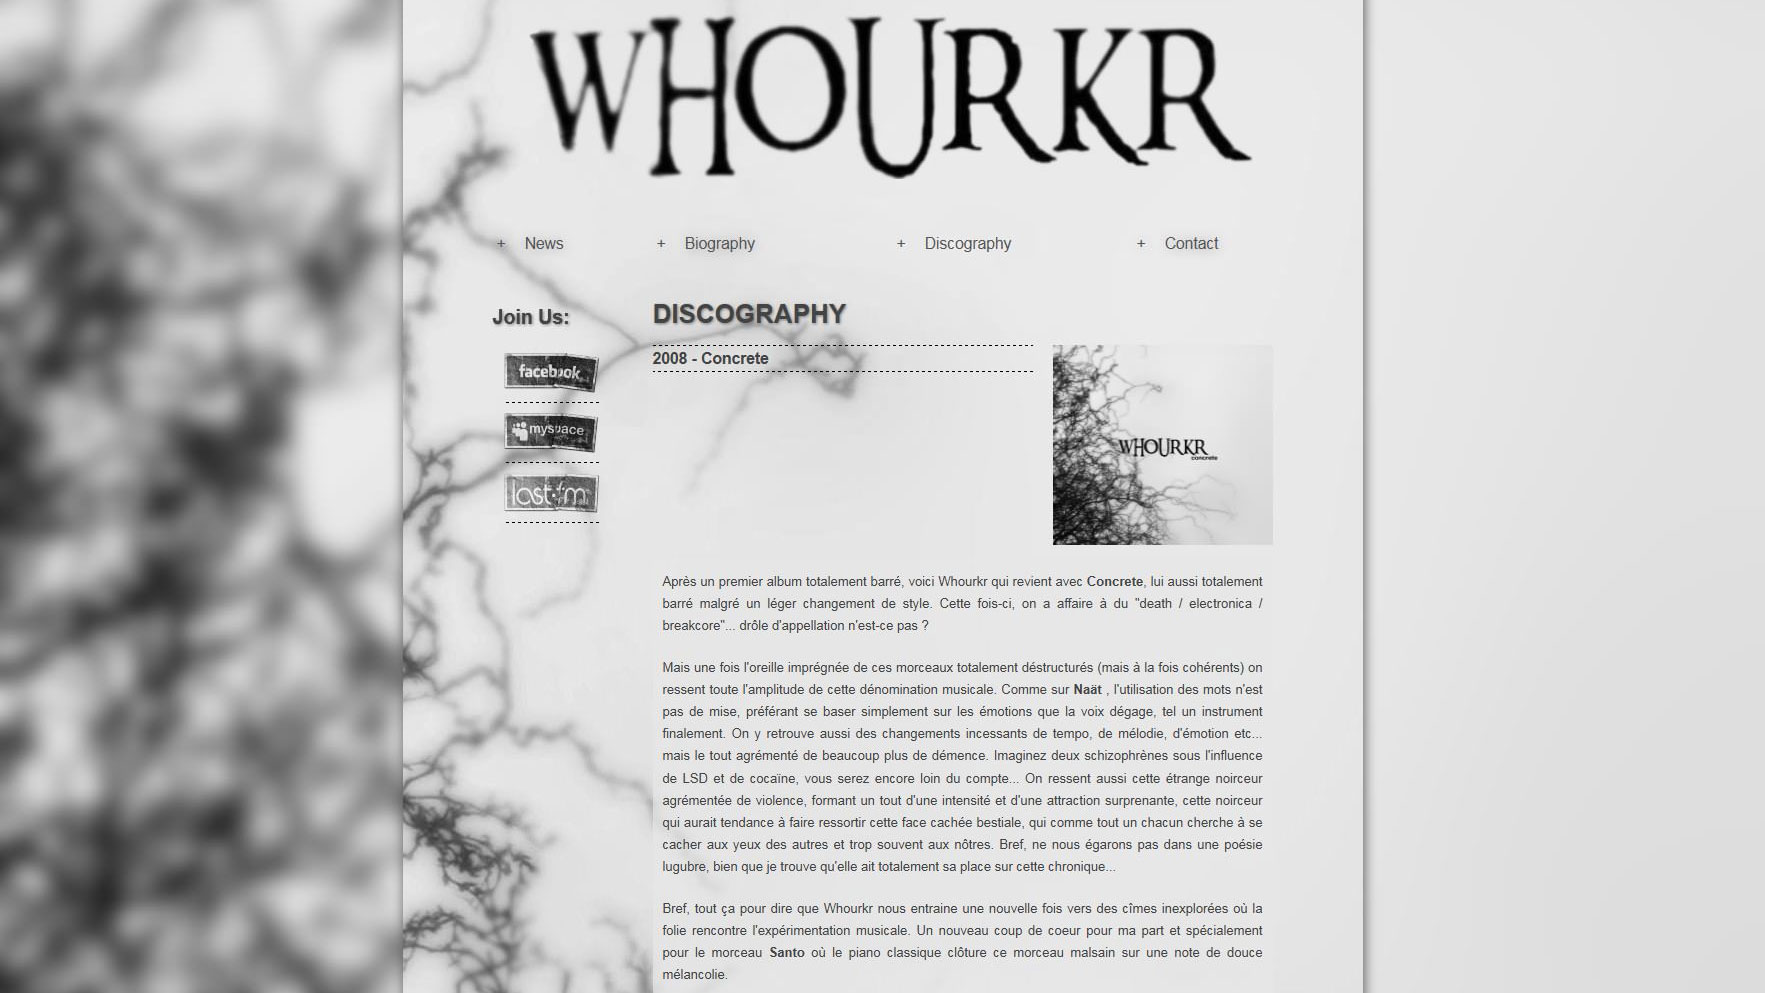 WHOURKR
+ News + Biography + Discography + Contact
Join Us:
facebook
myspace
last.fm
DISCOGRAPHY
2008 - Concrete
WHOURKR
concrete
Après un premier album totalement barré, voici Whourkr qui revient avec Concrete, lui aussi totalement
barré malgré un léger changement de style. Cette fois-ci, on a affaire à du "death / electronica /
breakcore"... drôle d'appellation n'est-ce pas ?
Mais une fois l'oreille imprégnée de ces morceaux totalement déstructurés (mais à la fois cohérents) on
ressent toute l'amplitude de cette dénomination musicale. Comme sur Naät , l'utilisation des mots n'est
pas de mise, préférant se baser simplement sur les émotions que la voix dégage, tel un instrument
finalement. On y retrouve aussi des changements incessants de tempo, de mélodie, d'émotion etc...
mais le tout agrémenté de beaucoup plus de démence. Imaginez deux schizophrènes sous l'influence
de LSD et de cocaïne, vous serez encore loin du compte... On ressent aussi cette étrange noirceur
agrémentée de violence, formant un tout d'une intensité et d'une attraction surprenante, cette noirceur
qui aurait tendance à faire ressortir cette face cachée bestiale, qui comme tout un chacun cherche à se
cacher aux yeux des autres et trop souvent aux nôtres. Bref, ne nous égarons pas dans une poésie
lugubre, bien que je trouve qu'elle ait totalement sa place sur cette chronique...
Bref, tout ça pour dire que Whourkr nous entraine une nouvelle fois vers des cîmes inexplorées où la
folie rencontre l'expérimentation musicale. Un nouveau coup de coeur pour ma part et spécialement
pour le morceau Santo où le piano classique clôture ce morceau malsain sur une note de douce
mélancolie.